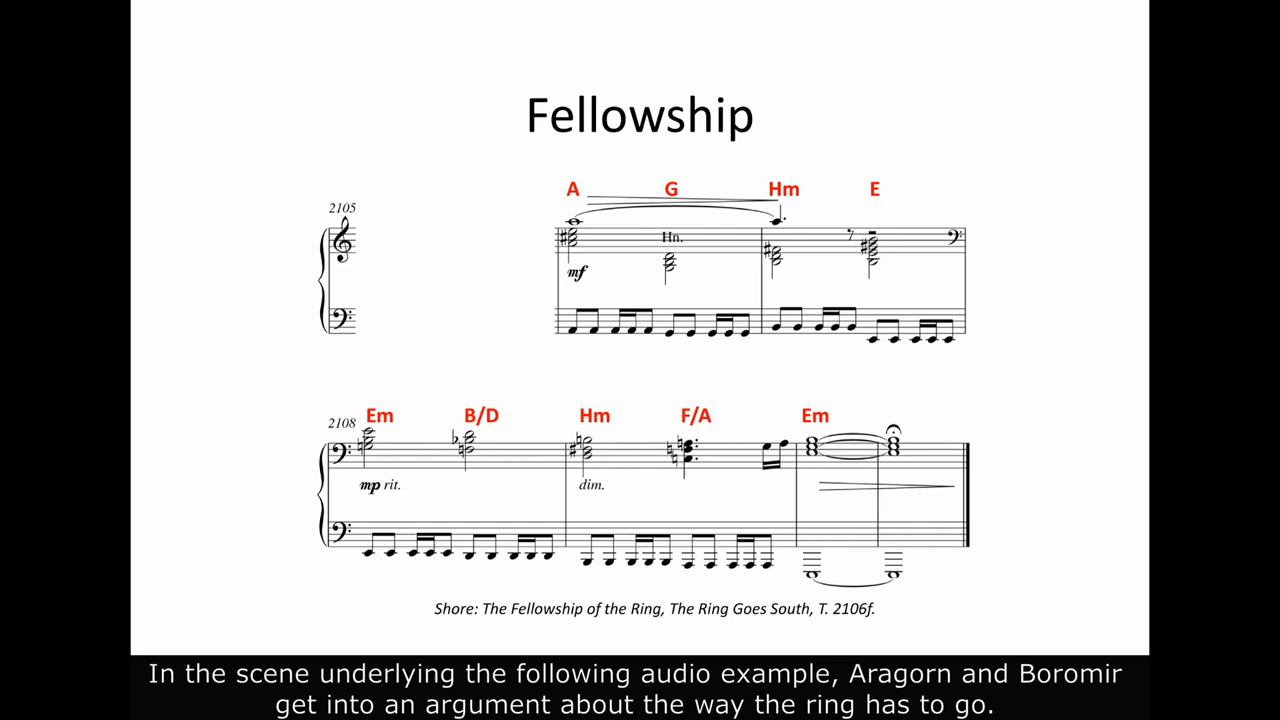 Fellowship
A G Hm E
2105
Hn.
mf
Em B/D Hm F/A Em
2108
mp rit. dim.
Shore: The Fellowship of the Ring, The Ring Goes South, T. 2106f.
In the scene underlying the following audio example, Aragorn and Boromir
get into an argument about the way the ring has to go.